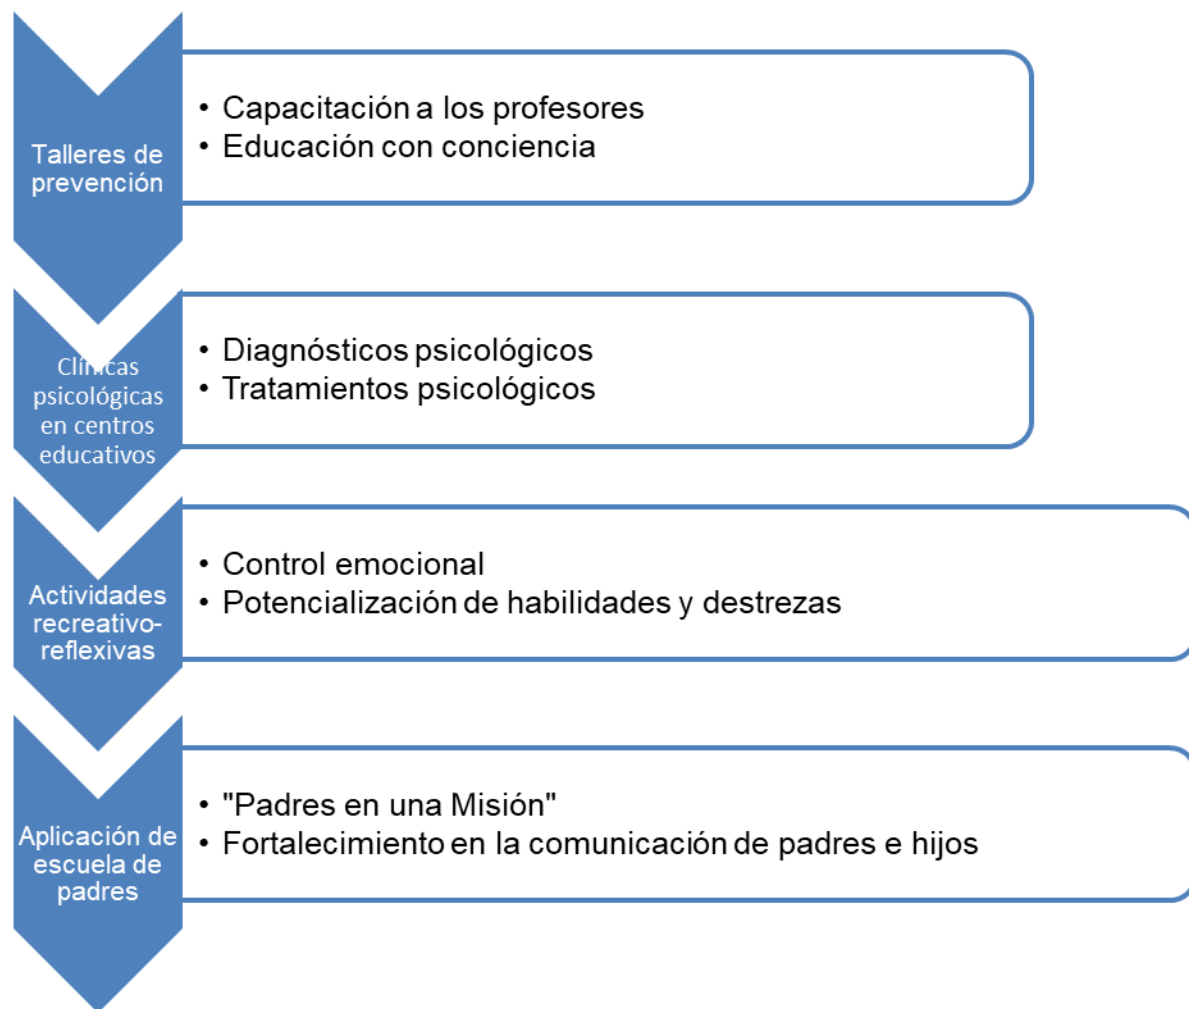 Talleres de
prevención
• Capacitación a los profesores
• Educación con conciencia
Clínicas
psicológicas
en centros
educativos
• Diagnósticos psicológicos
• Tratamientos psicológicos
Actividades
recreativo-
reflexivas
• Control emocional
• Potencialización de habilidades y destrezas
Aplicación de
escuela de
padres
• "Padres en una Misión"
• Fortalecimiento en la comunicación de padres e hijos